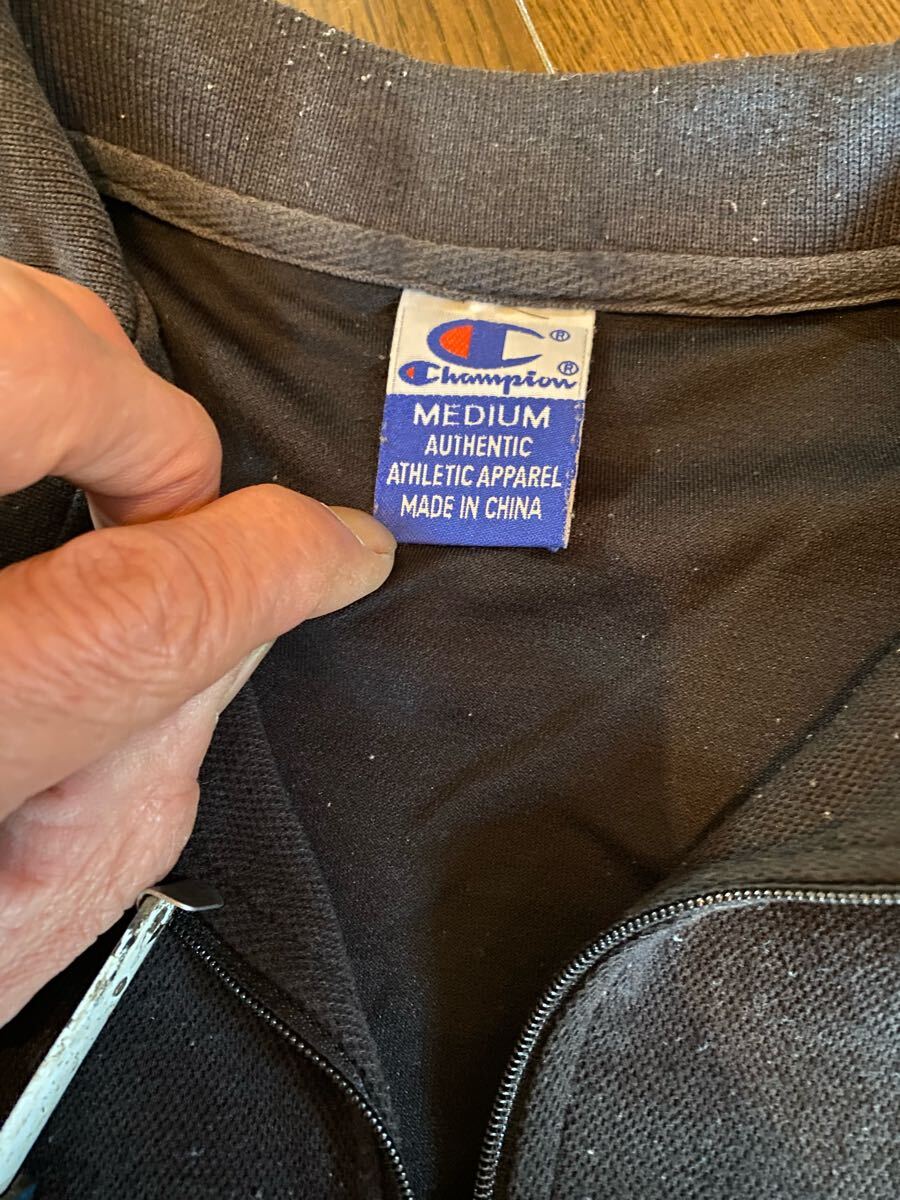 ®
Champion®
MEDIUM
AUTHENTIC
ATHLETIC APPAREL
MADE IN CHINA